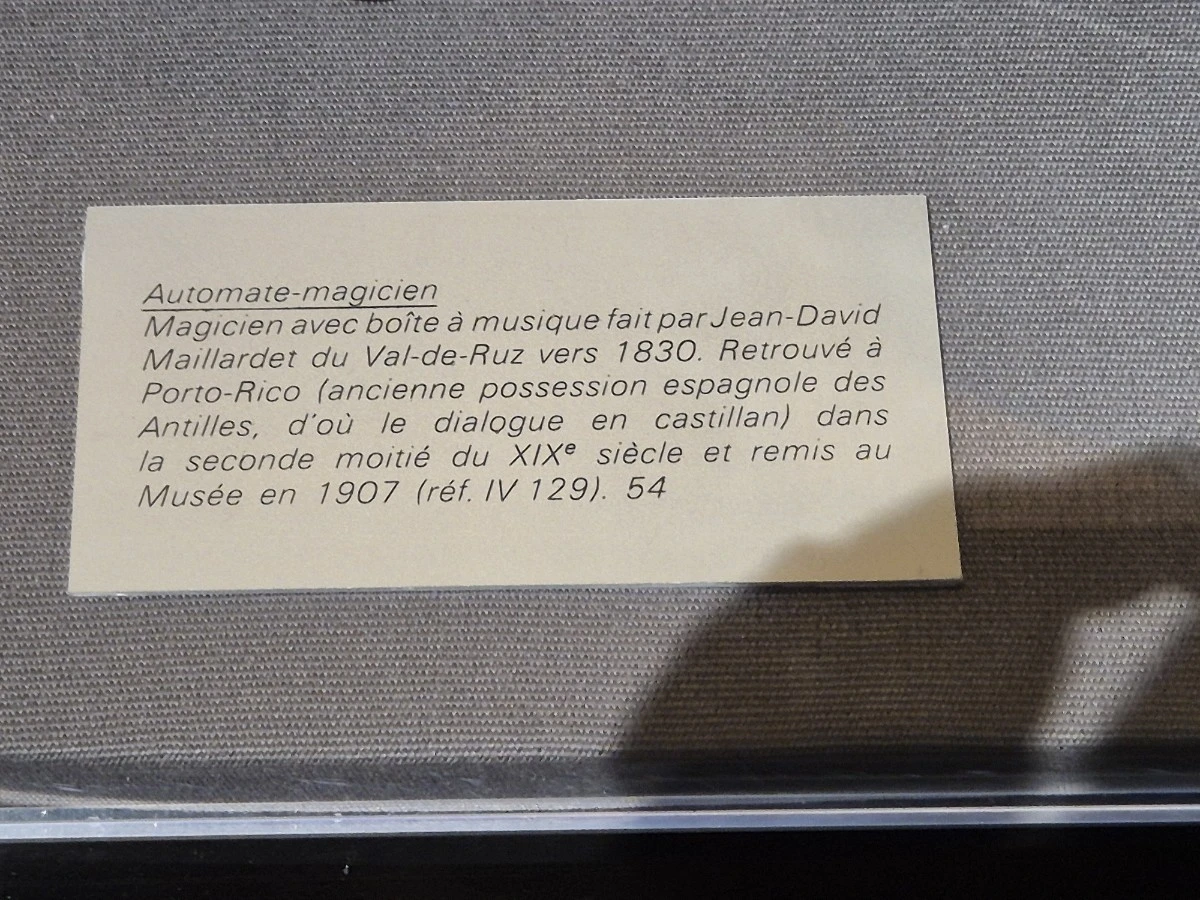 Automate-magicien
Magicien avec boîte à musique fait par Jean-David
Maillardet du Val-de-Ruz vers 1830. Retrouvé à
Porto-Rico (ancienne possession espagnole des
Antilles, d'où le dialogue en castillan) dans
la seconde moitié du XIXe siècle et remis au
Musée en 1907 (réf. IV 129). 54